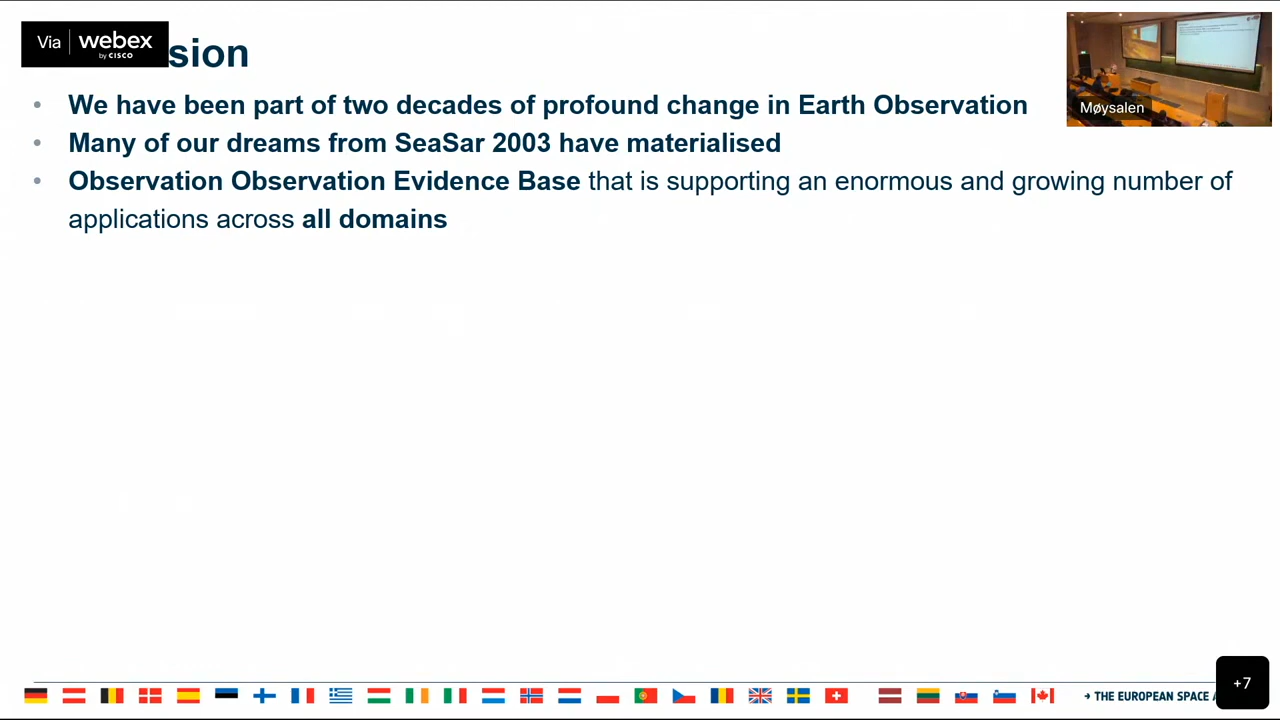 Via webex
by CISCO
sion
We have been part of two decades of profound change in Earth Observation
Many of our dreams from SeaSar 2003 have materialised
Observation Observation Evidence Base that is supporting an enormous and growing number of
applications across all domains
Møysalen
→ THE EUROPEAN SPACE
+7